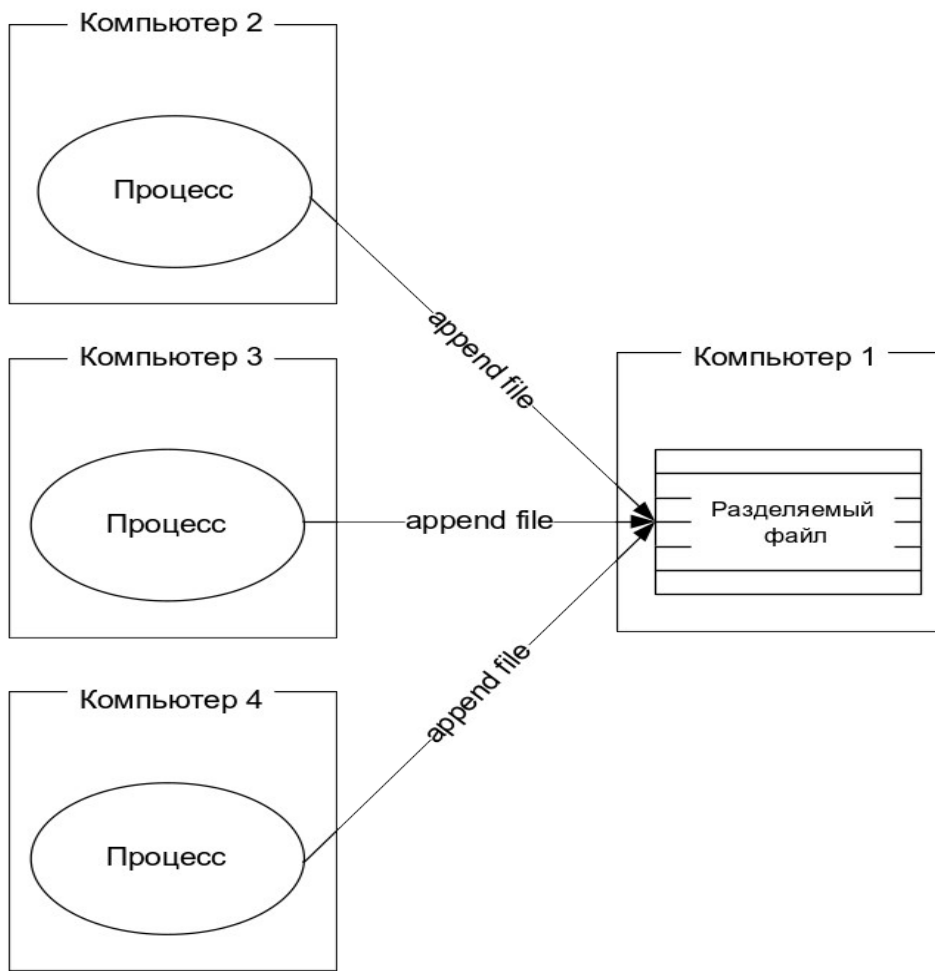 Компьютер 2
Процесс
append file
Компьютер 3
Процесс
append file
Компьютер 1
Разделяемый
файл
Компьютер 4
Процесс
append file